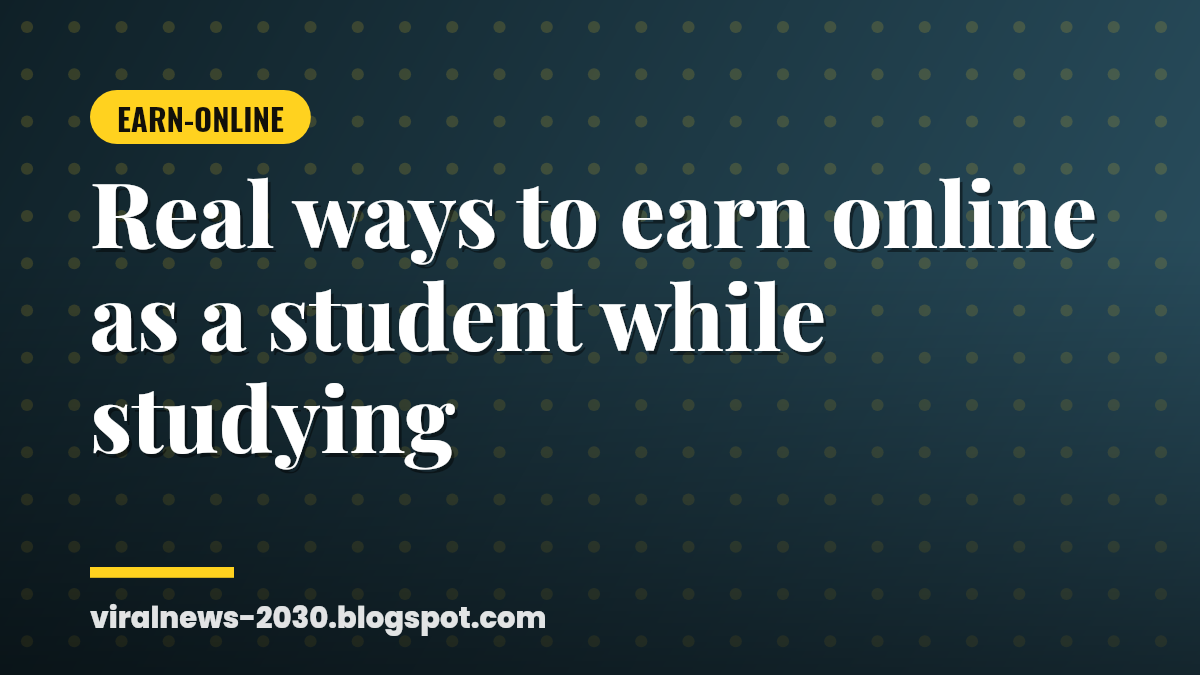 EARN-ONLINE
Real ways to earn online
as a student while
studying
viralnews-2030.blogspot.com